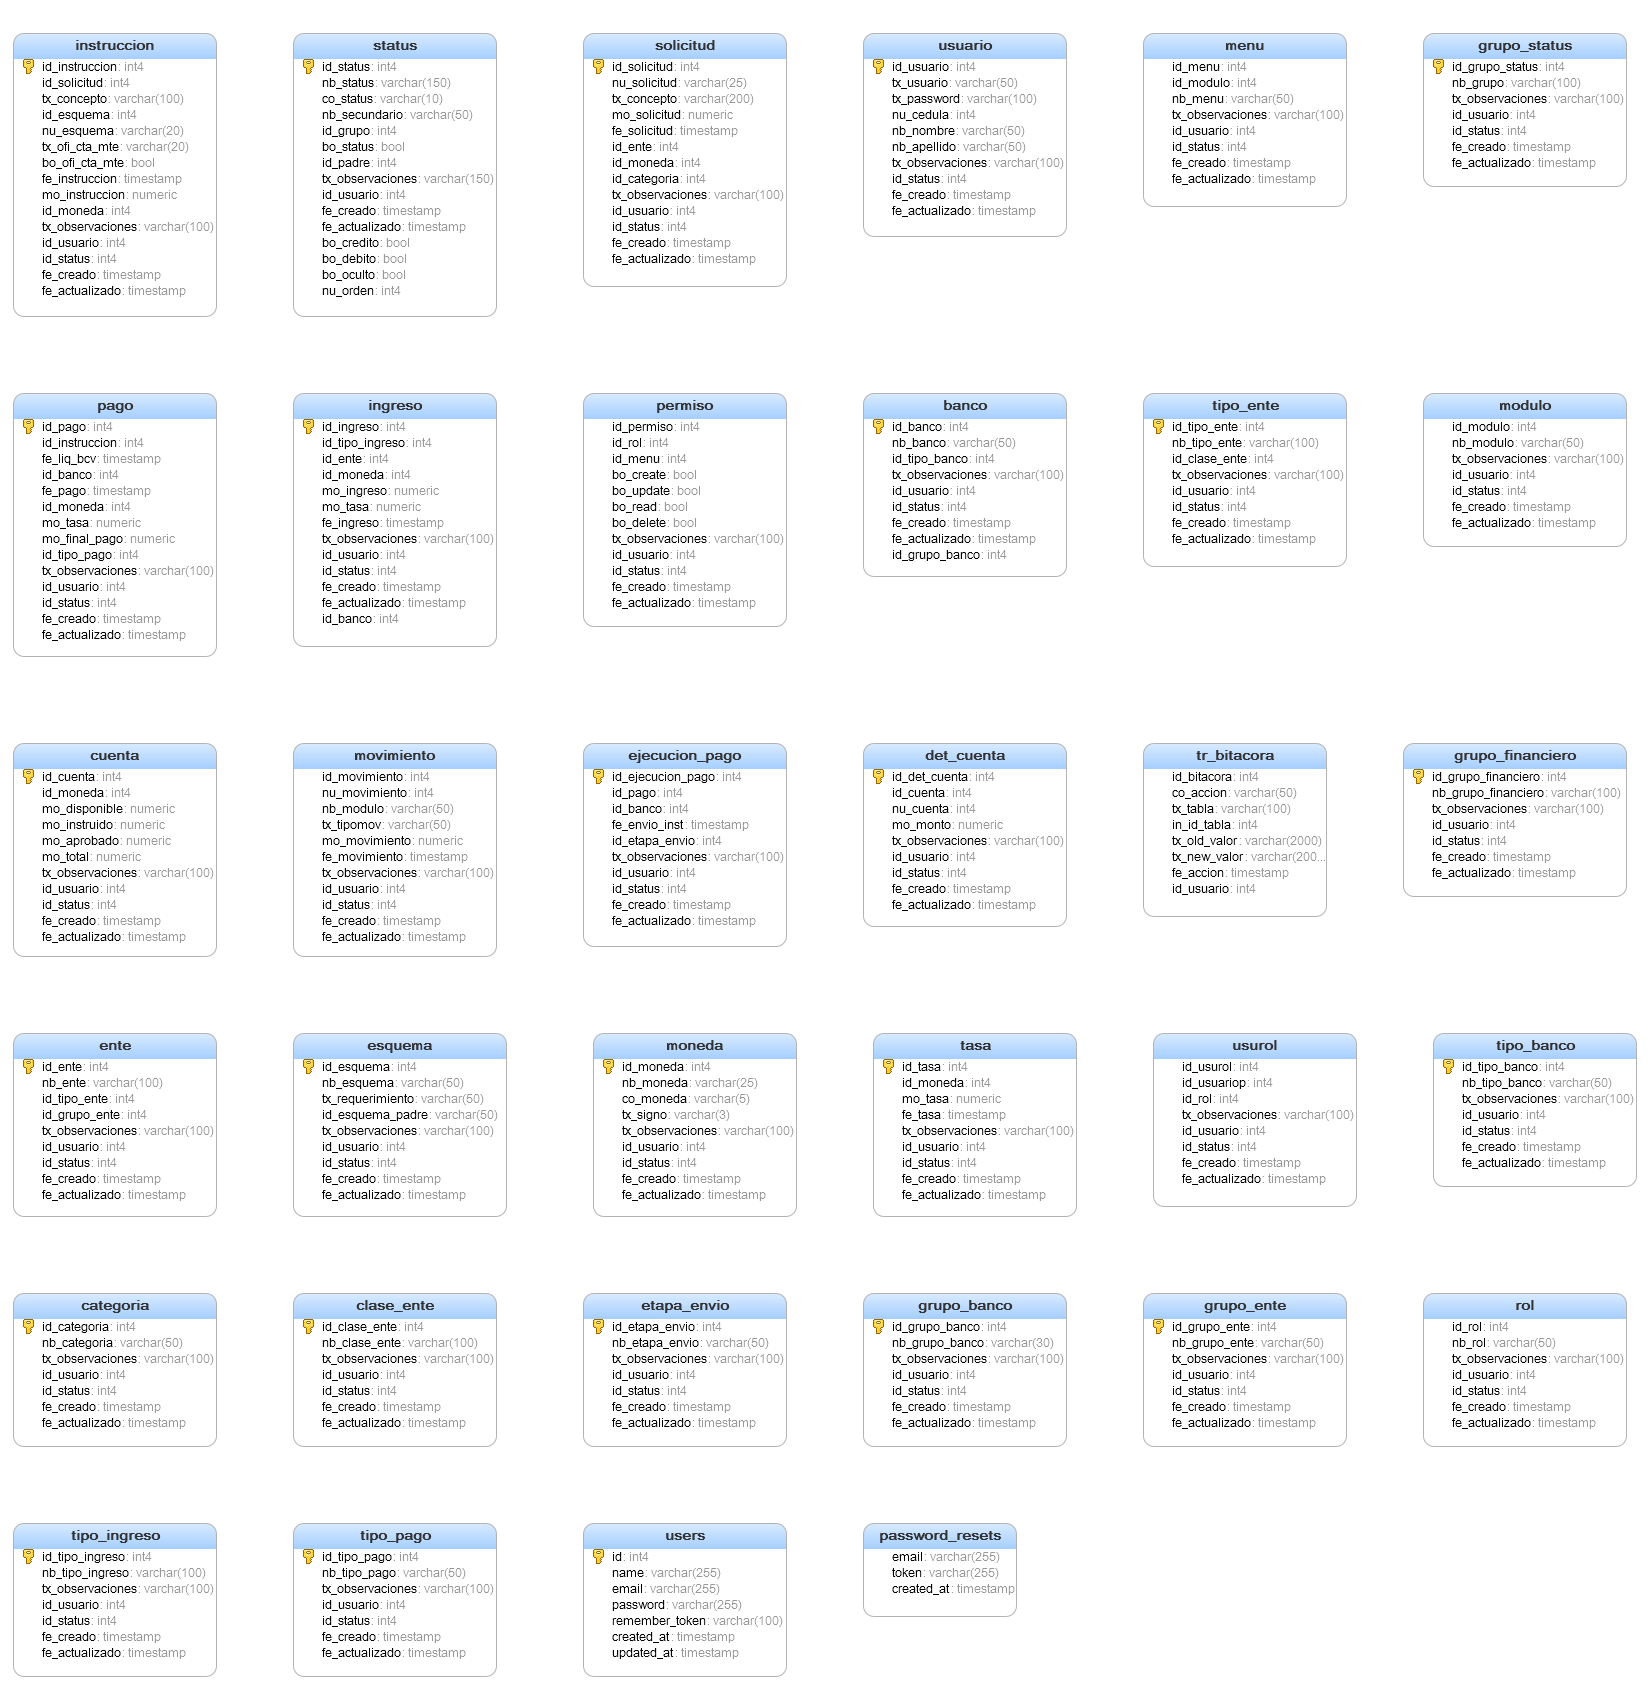 instruccion
id_instruccion: int4
id_solicitud: int4
tx_concepto: varchar(100)
id_esquema: int4
nu_esquema: varchar(20)
tx_ofi_cta_mte: varchar(20)
bo_ofi_cta_mte: bool
fe_instruccion: timestamp
mo_instruccion: numeric
id_moneda: int4
tx_observaciones: varchar(100)
id_usuario: int4
id_status: int4
fe_creado: timestamp
fe_actualizado: timestamp
status
id_status: int4
nb_status: varchar(150)
co_status: varchar(10)
nb_secundario: varchar(50)
id_grupo: int4
bo_status: bool
id_padre: int4
tx_observaciones: varchar(150)
id_usuario: int4
fe_creado: timestamp
fe_actualizado: timestamp
bo_credito: bool
bo_debito: bool
bo_oculto: bool
nu_orden: int4
solicitud
id_solicitud: int4
nu_solicitud: varchar(25)
tx_concepto: varchar(200)
mo_solicitud: numeric
fe_solicitud: timestamp
id_ente: int4
id_moneda: int4
id_categoria: int4
tx_observaciones: varchar(100)
id_usuario: int4
id_status: int4
fe_creado: timestamp
fe_actualizado: timestamp
usuario
id_usuario: int4
tx_usuario: varchar(50)
tx_password: varchar(100)
nu_cedula: int4
nb_nombre: varchar(50)
nb_apellido: varchar(50)
tx_observaciones: varchar(100)
id_status: int4
fe_creado: timestamp
fe_actualizado: timestamp
menu
id_menu: int4
id_modulo: int4
nb_menu: varchar(50)
tx_observaciones: varchar(100)
id_usuario: int4
id_status: int4
fe_creado: timestamp
fe_actualizado: timestamp
grupo_status
id_grupo_status: int4
nb_grupo: varchar(100)
tx_observaciones: varchar(100)
id_usuario: int4
id_status: int4
fe_creado: timestamp
fe_actualizado: timestamp
pago
id_pago: int4
id_instruccion: int4
fe_liq_bcv: timestamp
id_banco: int4
fe_pago: timestamp
id_moneda: int4
mo_tasa: numeric
mo_final_pago: numeric
id_tipo_pago: int4
tx_observaciones: varchar(100)
id_usuario: int4
id_status: int4
fe_creado: timestamp
fe_actualizado: timestamp
ingreso
id_ingreso: int4
id_tipo_ingreso: int4
id_ente: int4
id_moneda: int4
mo_ingreso: numeric
mo_tasa: numeric
fe_ingreso: timestamp
tx_observaciones: varchar(100)
id_usuario: int4
id_status: int4
fe_creado: timestamp
fe_actualizado: timestamp
id_banco: int4
permiso
id_permiso: int4
id_rol: int4
id_menu: int4
bo_create: bool
bo_update: bool
bo_read: bool
bo_delete: bool
tx_observaciones: varchar(100)
id_usuario: int4
id_status: int4
fe_creado: timestamp
fe_actualizado: timestamp
banco
id_banco: int4
nb_banco: varchar(50)
id_tipo_banco: int4
tx_observaciones: varchar(100)
id_usuario: int4
id_status: int4
fe_creado: timestamp
fe_actualizado: timestamp
id_grupo_banco: int4
tipo_ente
id_tipo_ente: int4
nb_tipo_ente: varchar(100)
id_clase_ente: int4
tx_observaciones: varchar(100)
id_usuario: int4
id_status: int4
fe_creado: timestamp
fe_actualizado: timestamp
modulo
id_modulo: int4
nb_modulo: varchar(50)
tx_observaciones: varchar(100)
id_usuario: int4
id_status: int4
fe_creado: timestamp
fe_actualizado: timestamp
cuenta
id_cuenta: int4
id_moneda: int4
mo_disponible: numeric
mo_instruido: numeric
mo_aprobado: numeric
mo_total: numeric
tx_observaciones: varchar(100)
id_usuario: int4
id_status: int4
fe_creado: timestamp
fe_actualizado: timestamp
movimiento
id_movimiento: int4
nu_movimiento: int4
nb_modulo: varchar(50)
tx_tipomov: varchar(50)
mo_movimiento: numeric
fe_movimiento: timestamp
tx_observaciones: varchar(100)
id_usuario: int4
id_status: int4
fe_creado: timestamp
fe_actualizado: timestamp
ejecucion_pago
id_ejecucion_pago: int4
id_pago: int4
id_banco: int4
fe_envio_inst: timestamp
id_etapa_envio: int4
tx_observaciones: varchar(100)
id_usuario: int4
id_status: int4
fe_creado: timestamp
fe_actualizado: timestamp
det_cuenta
id_det_cuenta: int4
id_cuenta: int4
nu_cuenta: int4
mo_monto: numeric
tx_observaciones: varchar(100)
id_usuario: int4
id_status: int4
fe_creado: timestamp
fe_actualizado: timestamp
tr_bitacora
id_bitacora: int4
co_accion: varchar(50)
tx_tabla: varchar(100)
in_id_tabla: int4
tx_old_valor: varchar(2000)
tx_new_valor: varchar(200...
fe_accion: timestamp
id_usuario: int4
grupo_financiero
id_grupo_financiero: int4
nb_grupo_financiero: varchar(100)
tx_observaciones: varchar(100)
id_usuario: int4
id_status: int4
fe_creado: timestamp
fe_actualizado: timestamp
ente
id_ente: int4
nb_ente: varchar(100)
id_tipo_ente: int4
id_grupo_ente: int4
tx_observaciones: varchar(100)
id_usuario: int4
id_status: int4
fe_creado: timestamp
fe_actualizado: timestamp
esquema
id_esquema: int4
nb_esquema: varchar(50)
tx_requerimiento: varchar(50)
id_esquema_padre: varchar(50)
tx_observaciones: varchar(100)
id_usuario: int4
id_status: int4
fe_creado: timestamp
fe_actualizado: timestamp
moneda
id_moneda: int4
nb_moneda: varchar(25)
co_moneda: varchar(5)
tx_signo: varchar(3)
tx_observaciones: varchar(100)
id_usuario: int4
id_status: int4
fe_creado: timestamp
fe_actualizado: timestamp
tasa
id_tasa: int4
id_moneda: int4
mo_tasa: numeric
fe_tasa: timestamp
tx_observaciones: varchar(100)
id_usuario: int4
id_status: int4
fe_creado: timestamp
fe_actualizado: timestamp
usurol
id_usurol: int4
id_usuariop: int4
id_rol: int4
tx_observaciones: varchar(100)
id_usuario: int4
id_status: int4
fe_creado: timestamp
fe_actualizado: timestamp
tipo_banco
id_tipo_banco: int4
nb_tipo_banco: varchar(50)
tx_observaciones: varchar(100)
id_usuario: int4
id_status: int4
fe_creado: timestamp
fe_actualizado: timestamp
categoria
id_categoria: int4
nb_categoria: varchar(50)
tx_observaciones: varchar(100)
id_usuario: int4
id_status: int4
fe_creado: timestamp
fe_actualizado: timestamp
clase_ente
id_clase_ente: int4
nb_clase_ente: varchar(100)
tx_observaciones: varchar(100)
id_usuario: int4
id_status: int4
fe_creado: timestamp
fe_actualizado: timestamp
etapa_envio
id_etapa_envio: int4
nb_etapa_envio: varchar(50)
tx_observaciones: varchar(100)
id_usuario: int4
id_status: int4
fe_creado: timestamp
fe_actualizado: timestamp
grupo_banco
id_grupo_banco: int4
nb_grupo_banco: varchar(30)
tx_observaciones: varchar(100)
id_usuario: int4
id_status: int4
fe_creado: timestamp
fe_actualizado: timestamp
grupo_ente
id_grupo_ente: int4
nb_grupo_ente: varchar(50)
tx_observaciones: varchar(100)
id_usuario: int4
id_status: int4
fe_creado: timestamp
fe_actualizado: timestamp
rol
id_rol: int4
nb_rol: varchar(50)
tx_observaciones: varchar(100)
id_usuario: int4
id_status: int4
fe_creado: timestamp
fe_actualizado: timestamp
tipo_ingreso
id_tipo_ingreso: int4
nb_tipo_ingreso: varchar(100)
tx_observaciones: varchar(100)
id_usuario: int4
id_status: int4
fe_creado: timestamp
fe_actualizado: timestamp
tipo_pago
id_tipo_pago: int4
nb_tipo_pago: varchar(50)
tx_observaciones: varchar(100)
id_usuario: int4
id_status: int4
fe_creado: timestamp
fe_actualizado: timestamp
users
id: int4
name: varchar(255)
email: varchar(255)
password: varchar(255)
remember_token: varchar(100)
created_at: timestamp
updated_at: timestamp
password_resets
email: varchar(255)
token: varchar(255)
created_at: timestamp